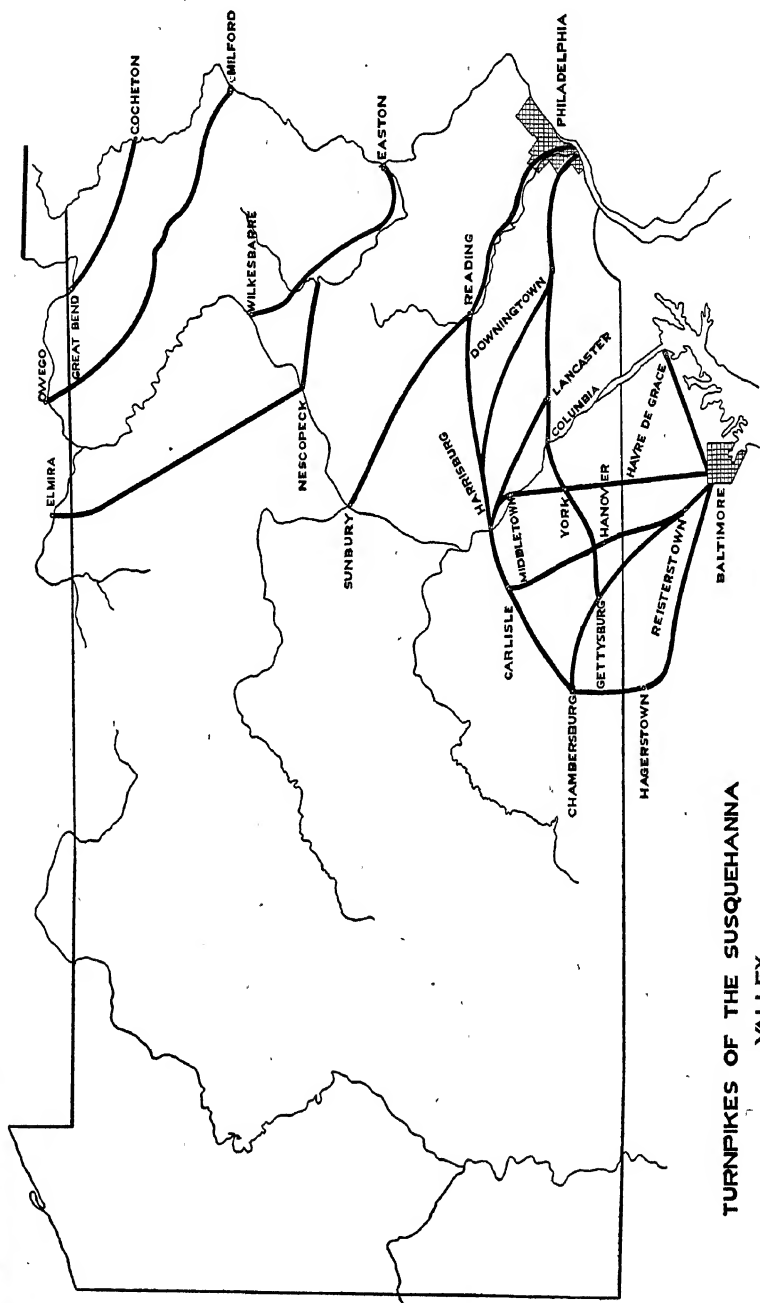 COCHETON
MILFORD
OWEGO
GREAT BEND
ELMIRA
WILKESBARRE
EASTON
NESCOPECK
SUNBURY
READING
PHILADELPHIA
DOWNINGTOWN
HARRISBURG
LANCASTER
COLUMBIA
MIDDLETOWN
CARLISLE
YORK
HANOVER
HAVRE DE GRACE
GETTYSBURG
CHAMBERSBURG
REISTERSTOWN
HAGERSTOWN
BALTIMORE
TURNPIKES OF THE SUSQUEHANNA
VALLEY